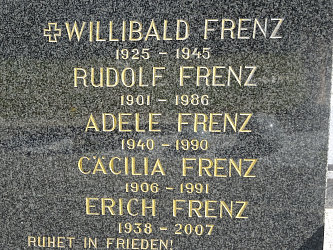 ✠WILLIBALD FRENZ
1925 - 1945
RUDOLF FRENZ
1901 - 1986
ADELE FRENZ
1940 - 1990
CÄCILIA FRENZ
1906 - 1991
ERICH FRENZ
1938 - 2007
RUHET IN FRIEDEN!